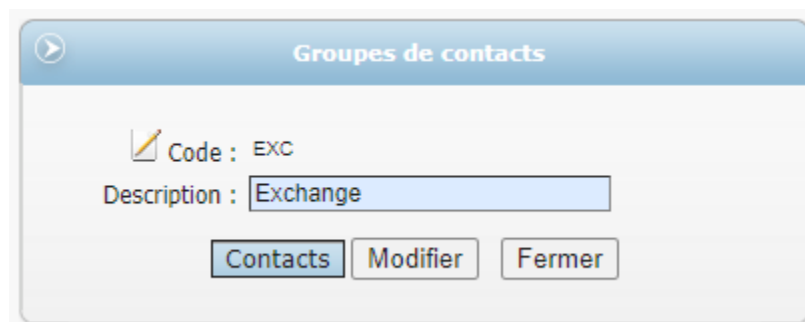 Groupes de contacts
Code : EXC
Description : Exchange
Contacts Modifier Fermer